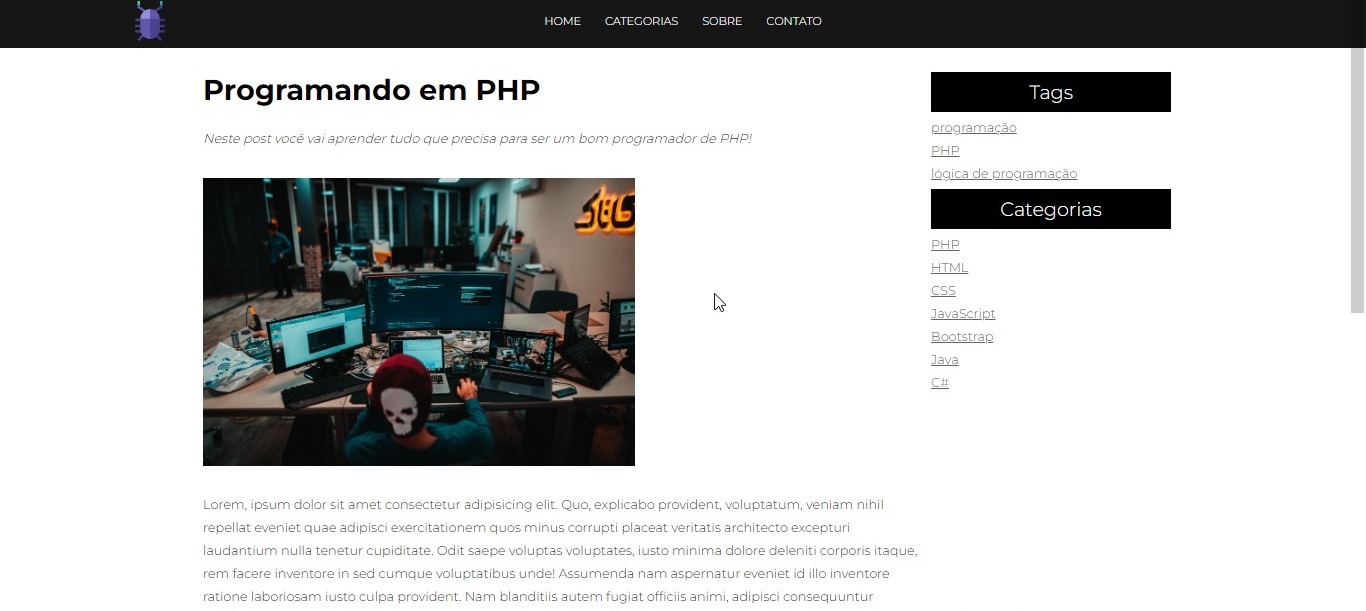 HOME CATEGORIAS SOBRE CONTATO
Programando em PHP
Neste post você vai aprender tudo que precisa para ser um bom programador de PHP!
Lorem, ipsum dolor sit amet consectetur adipisicing elit. Quo, explicabo provident, voluptatum, veniam nihil
repellat eveniet quae adipisci exercitationem quos minus corrupti placeat veritatis architecto excepturi
laudantium nulla tenetur cupiditate. Odit saepe voluptas voluptates, iusto minima dolore deleniti corporis itaque,
rem facere inventore in sed cumque voluptatibus unde! Assumenda nam aspernatur eveniet id illo inventore
ratione laboriosam iusto culpa provident. Nam blanditiis autem fugiat officiis animi, adipisci consequuntur
Tags
programação
PHP
lógica de programação
Categorias
PHP
HTML
CSS
JavaScript
Bootstrap
Java
C#